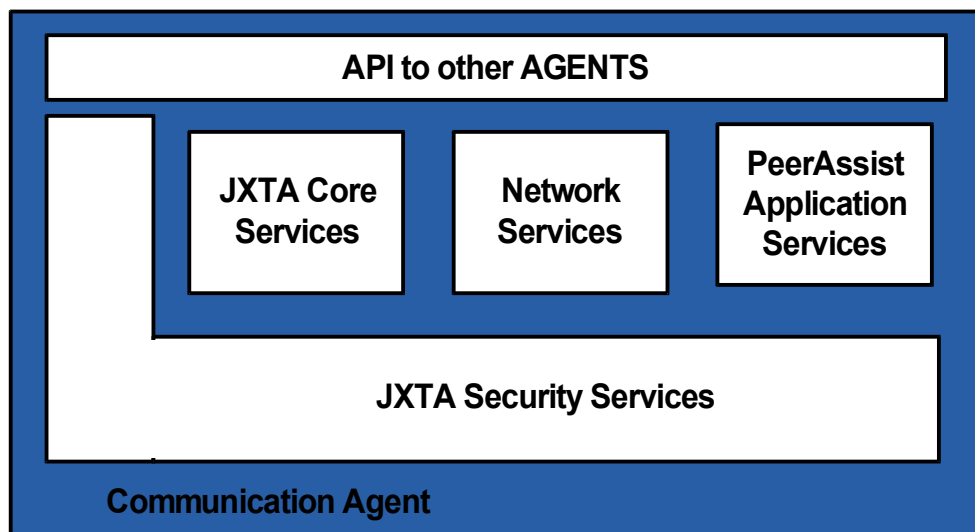 API to other AGENTS
JXTA Core
Services
Network
Services
PeerAssist
Application
Services
JXTA Security Services
Communication Agent